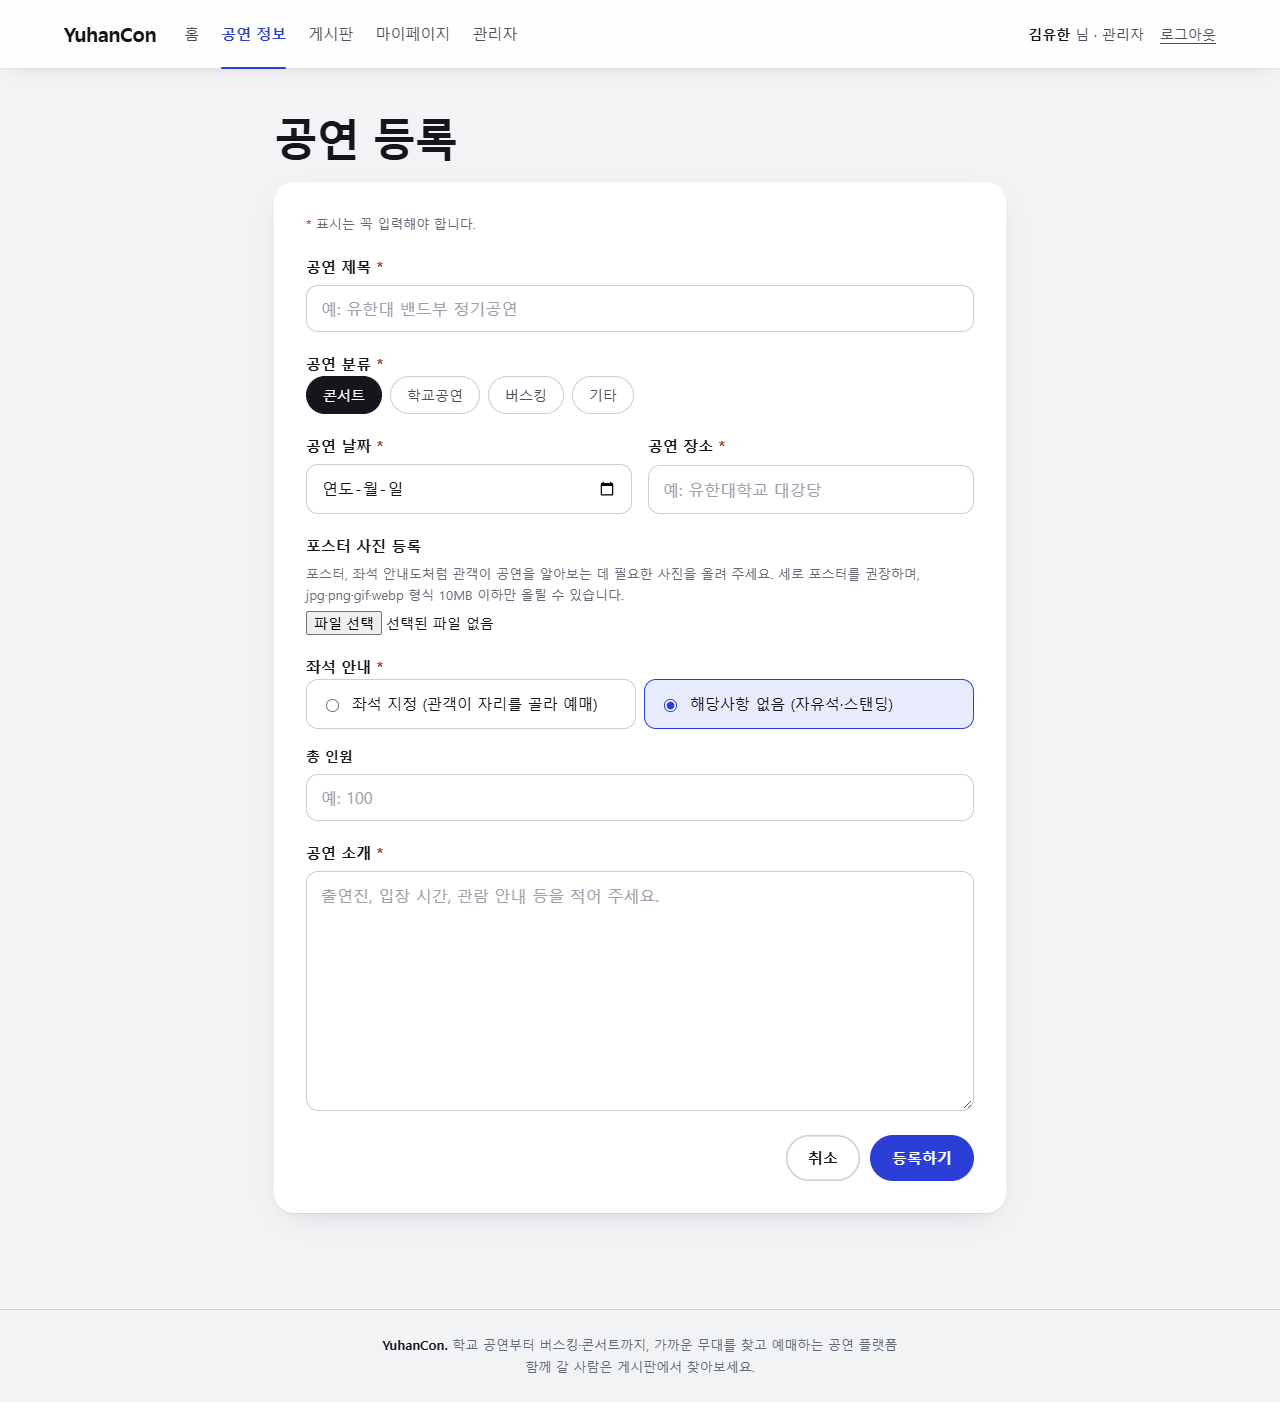 YuhanCon 홈 공연 정보 게시판 마이페이지 관리자 김유한 님 · 관리자 로그아웃
공연 등록
* 표시는 꼭 입력해야 합니다.
공연 제목 *
예: 유한대 밴드부 정기공연
공연 분류 *
콘서트 학교공연 버스킹 기타
공연 날짜 * 공연 장소 *
연도-월-일 예: 유한대학교 대강당
포스터 사진 등록
포스터, 좌석 안내도처럼 관객이 공연을 알아보는 데 필요한 사진을 올려 주세요. 세로 포스터를 권장하며,
jpg·png·gif·webp 형식 10MB 이하만 올릴 수 있습니다.
파일 선택 선택된 파일 없음
좌석 안내 *
좌석 지정 (관객이 자리를 골라 예매) 해당사항 없음 (자유석·스탠딩)
총 인원
예: 100
공연 소개 *
출연진, 입장 시간, 관람 안내 등을 적어 주세요.
취소 등록하기
YuhanCon. 학교 공연부터 버스킹·콘서트까지, 가까운 무대를 찾고 예매하는 공연 플랫폼
함께 갈 사람은 게시판에서 찾아보세요.